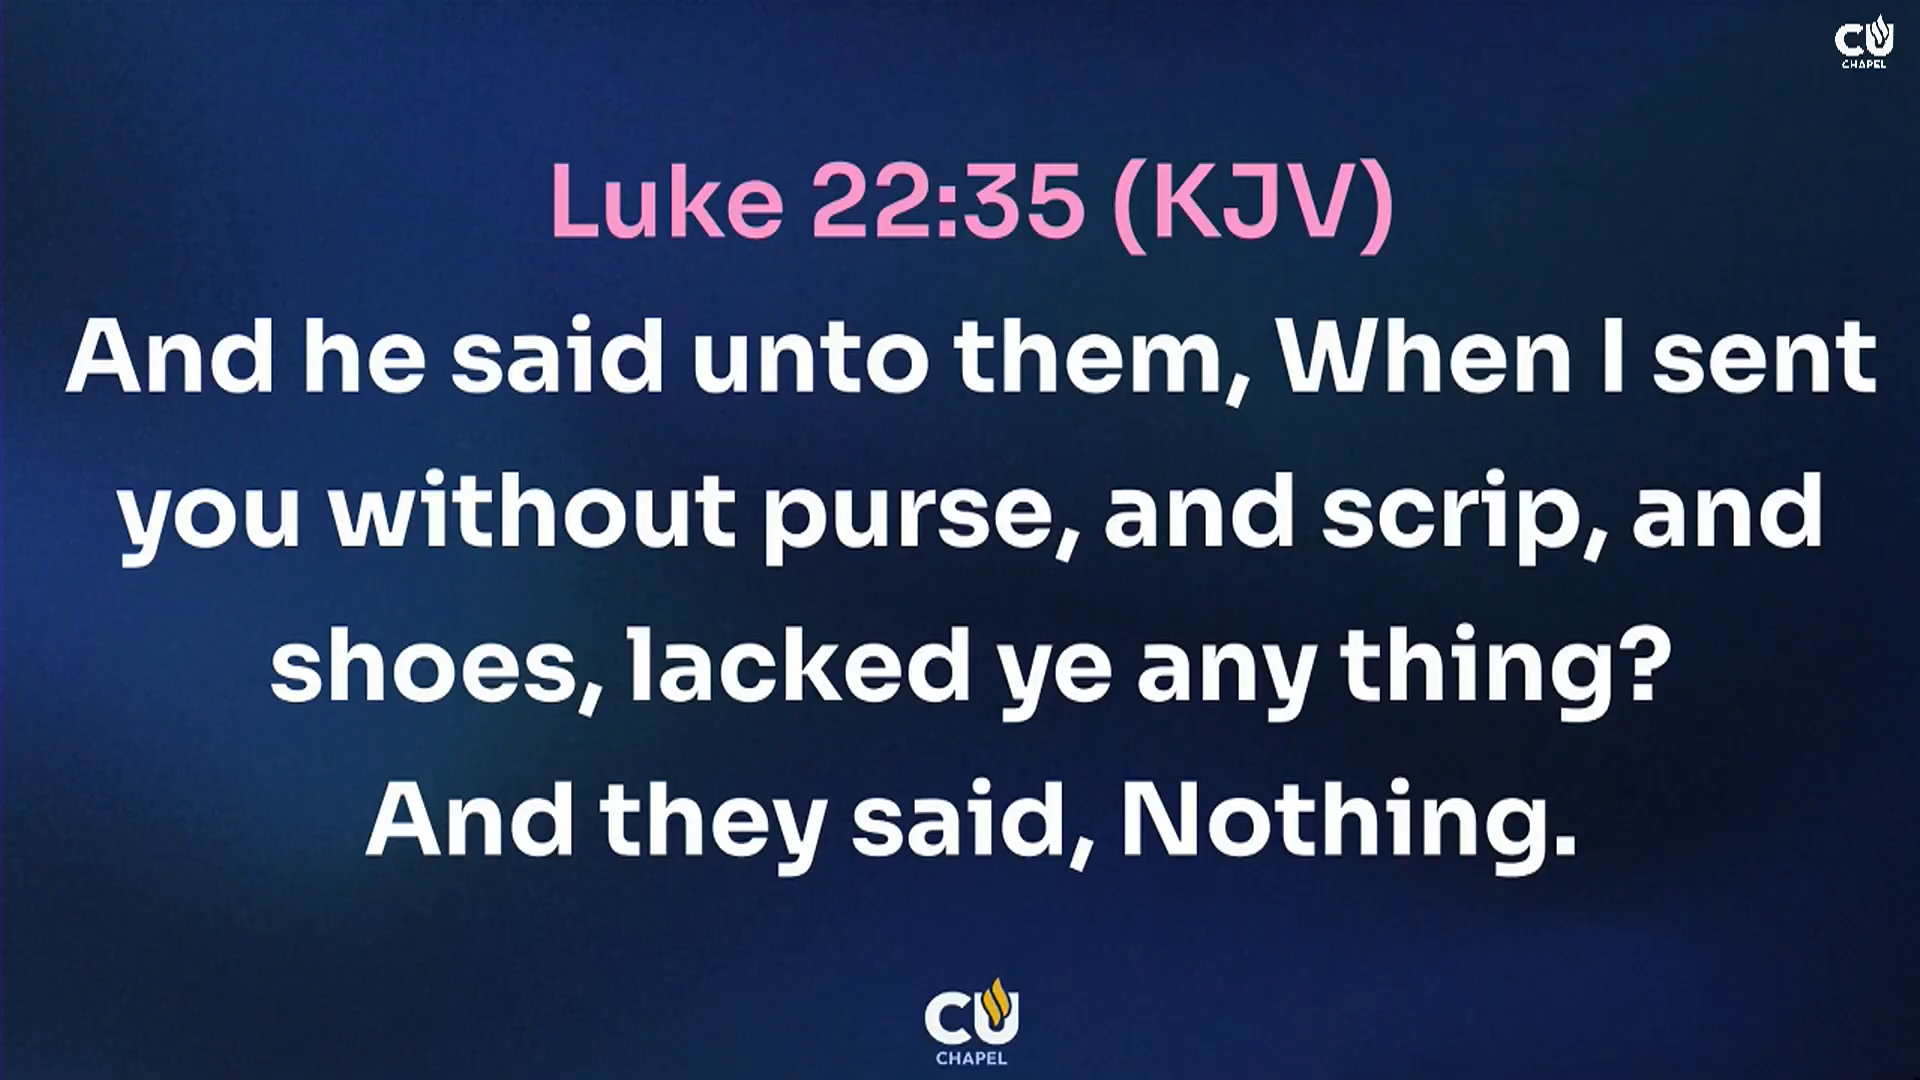 CU
CHAPEL
Luke 22:35 (KJV)
And he said unto them, When I sent
you without purse, and scrip, and
shoes, lacked ye any thing?
And they said, Nothing.
CU
CHAPEL